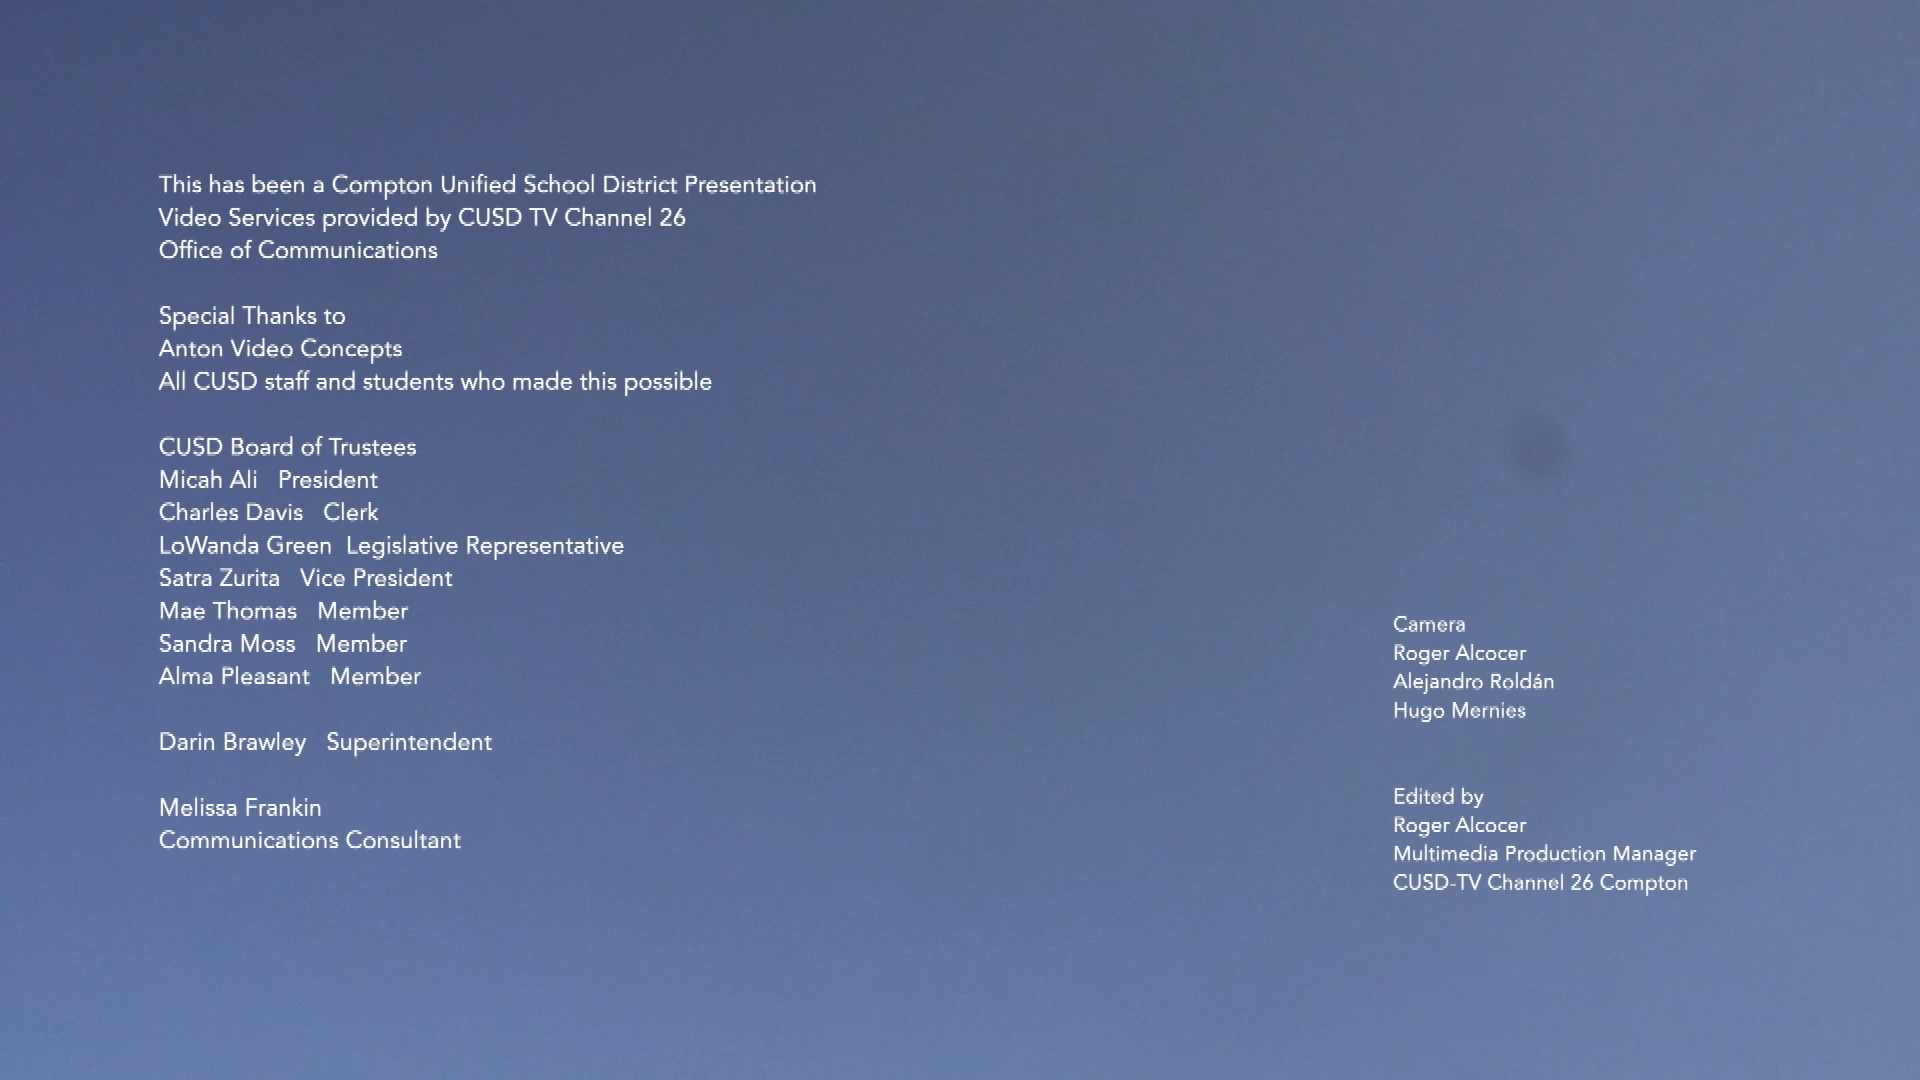 This has been a Compton Unified School District Presentation
Video Services provided by CUSD TV Channel 26
Office of Communications
Special Thanks to
Anton Video Concepts
All CUSD staff and students who made this possible
CUSD Board of Trustees
Micah Ali President
Charles Davis Clerk
LoWanda Green Legislative Representative
Satra Zurita Vice President
Mae Thomas Member
Sandra Moss Member
Alma Pleasant Member
Darin Brawley Superintendent
Melissa Frankin
Communications Consultant
Camera
Roger Alcocer
Alejandro Roldán
Hugo Mernies
Edited by
Roger Alcocer
Multimedia Production Manager
CUSD-TV Channel 26 Compton